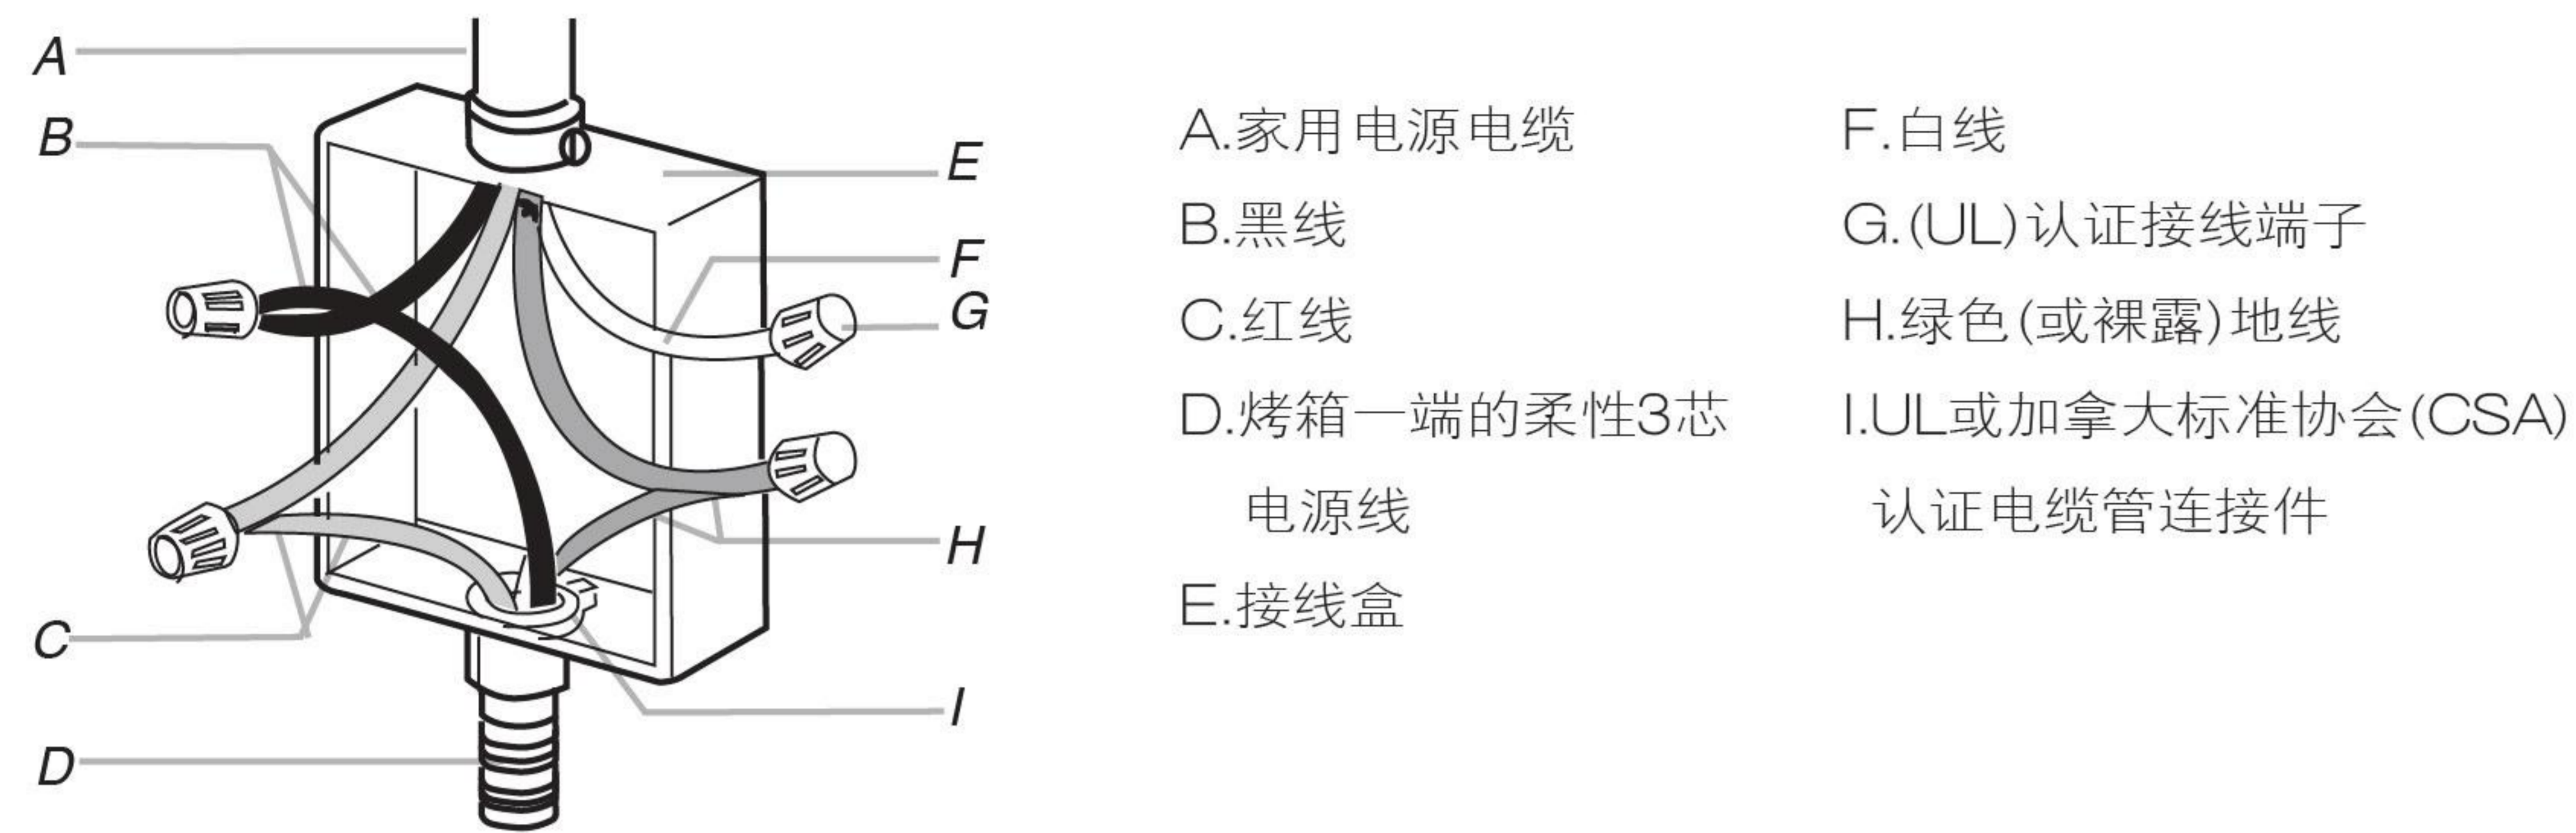 A
B
E
F
G
H
C
I
D
A.家用电源电缆
B.黑线
C.红线
D.烤箱一端的柔性3芯
电源线
E.接线盒
F.白线
G.(UL)认证接线端子
H.绿色(或裸露)地线
I.UL或加拿大标准协会(CSA)
认证电缆管连接件